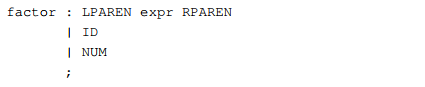 factor : LPAREN expr RPAREN
       | ID
       | NUM
       ;